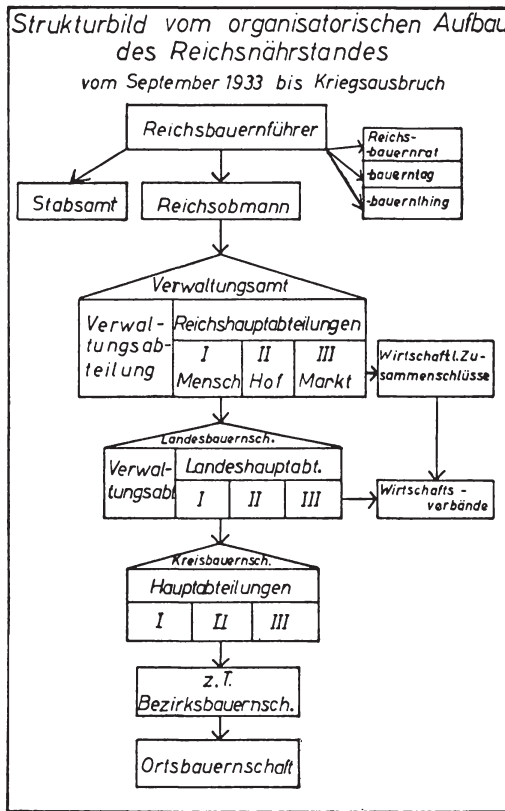 Strukturbild vom organisatorischen Aufbau
des Reichsnährstandes
vom September 1933 bis Kriegsausbruch
Reichsbauernführer
Reichs-
-bauernrat
-bauerntag
-bauernthing
Stabsamt
Reichsobmann
Verwaltungsamt
Verwal-
tungsab-
teilung
Reichshauptabteilungen
I
Mensch
II
Hof
III
Markt
Wirtschaftl. Zu-
sammenschlüsse
Landesbauernsch.
Verwal-
tungsabt
Landeshauptabt.
I
II
III
Wirtschafts-
verbände
Kreisbauernsch.
Hauptabteilungen
I
II
III
z.T.
Bezirksbauernsch.
Ortsbauernschaft